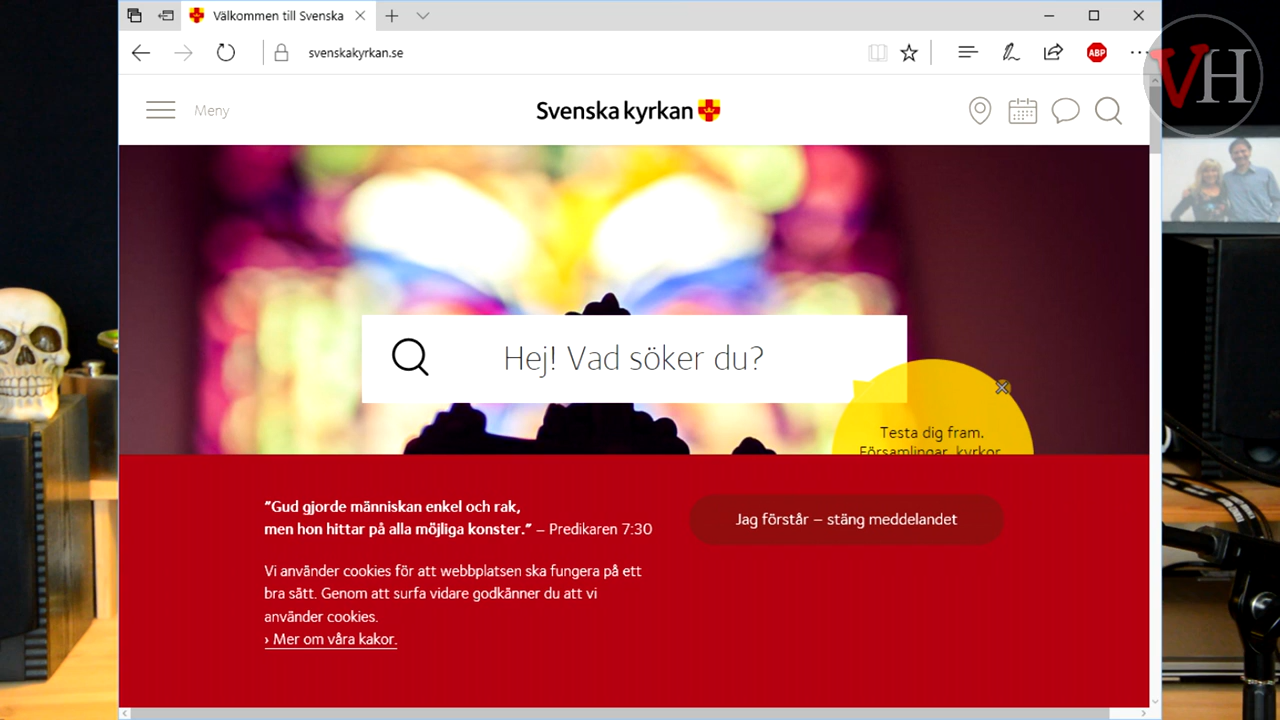 Välkommen till Svenska
svenskakyrkan.se
ABP
VH
Meny
Svenska kyrkan
Hej! Vad söker du?
Testa dig fram.
Församlingar, kyrkor
”Gud gjorde människan enkel och rak,
men hon hittar på alla möjliga konster.” – Predikaren 7:30
Jag förstår – stäng meddelandet
Vi använder cookies för att webbplatsen ska fungera på ett
bra sätt. Genom att surfa vidare godkänner du att vi
använder cookies.
› Mer om våra kakor.